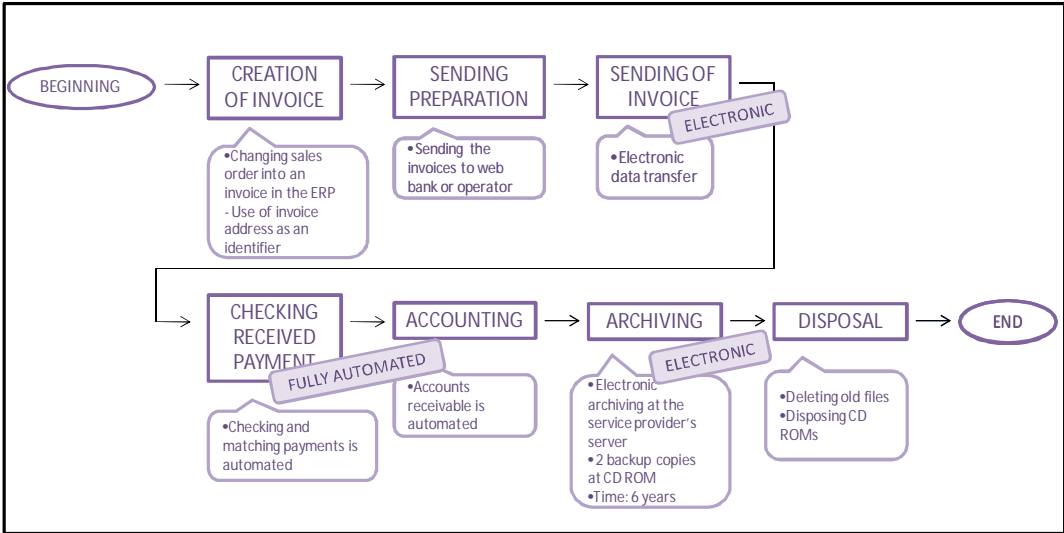 BEGINNING
CREATION
OF INVOICE
SENDING
PREPARATION
SENDING OF
INVOICE
ELECTRONIC
•Changing sales
order into an
invoice in the ERP
- Use of invoice
address as an
identifier
•Sending the
invoices to web
bank or operator
•Electronic
data transfer
CHECKING
RECEIVED
PAYMENT
ACCOUNTING
ARCHIVING
DISPOSAL
END
FULLY AUTOMATED
ELECTRONIC
•Checking and
matching payments is
automated
•Accounts
receivable is
automated
•Electronic
archiving at the
service provider's
server
•2 backup copies
at CD ROM
•Time: 6 years
•Deleting old files
•Disposing CD
ROMs